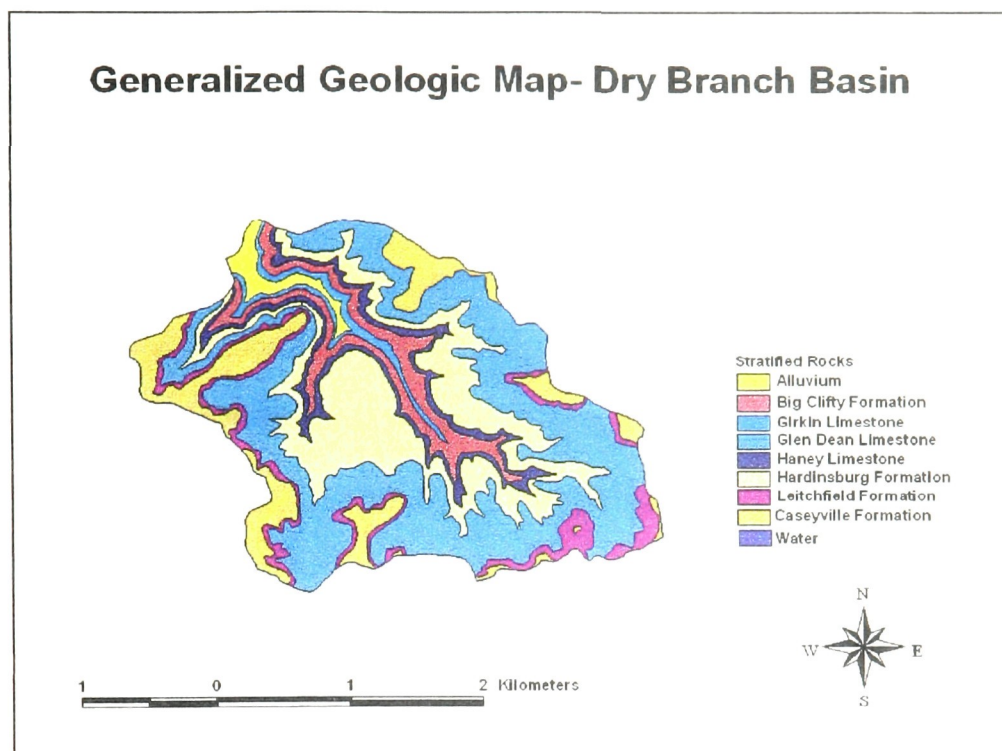 Generalized Geologic Map- Dry Branch Basin
Stratified Rocks
Alluvium
Big Clifty Formation
Girkin Limestone
Glen Dean Limestone
Haney Limestone
Hardinsburg Formation
Leitchfield Formation
Caseyville Formation
Water
N
W E
S
1 0 1 2 Kilometers